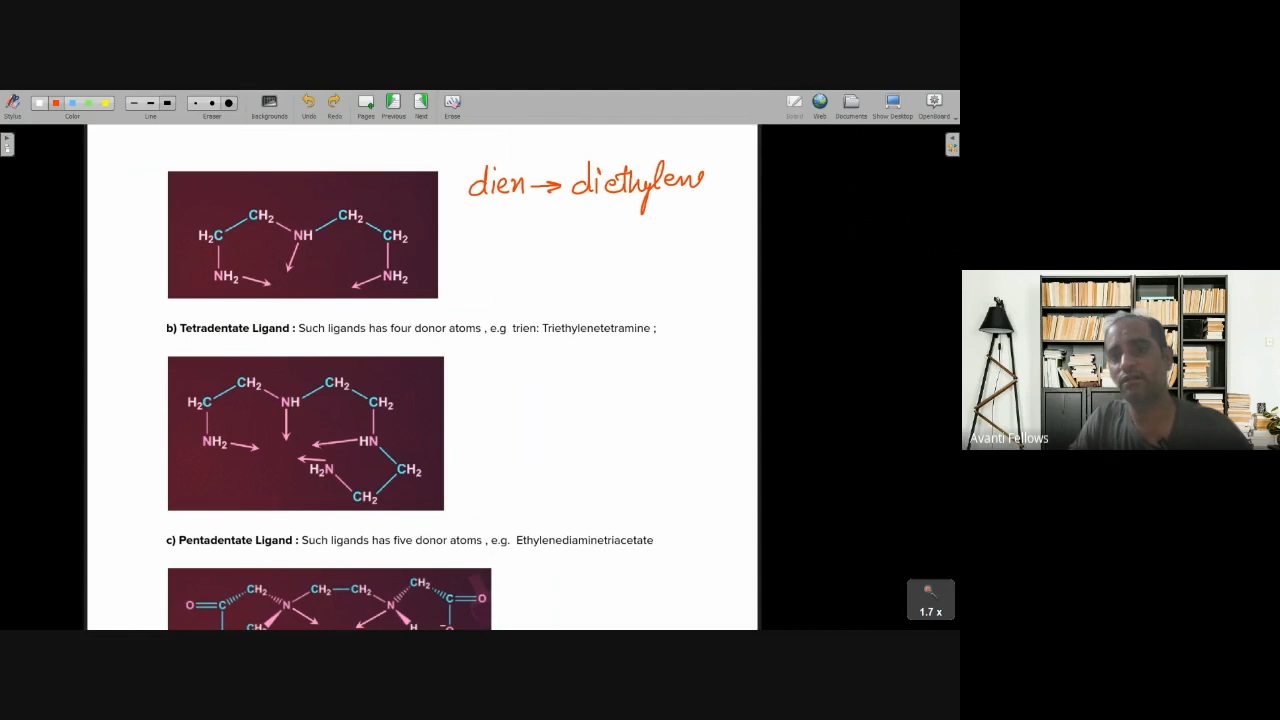 Stylus
Color
Line
Eraser
Backgrounds
Undo
Redo
Pages
Previous
Next
Erase
Board
Web
Documents
Show Desktop
OpenBoard
dien → diethylene
CH₂ CH₂
H₂C NH CH₂
NH₂ NH₂
b) Tetradentate Ligand : Such ligands has four donor atoms , e.g trien: Triethylenetetramine ;
CH₂ CH₂
H₂C NH CH₂
NH₂ HN
H₂N CH₂
CH₂
c) Pentadentate Ligand : Such ligands has five donor atoms , e.g. Ethylenediaminetriacetate
CH₂ CH₂ CH₂ CH₂
O C N N C O
CH₂ H O
1.7 x
Avanti Fellows